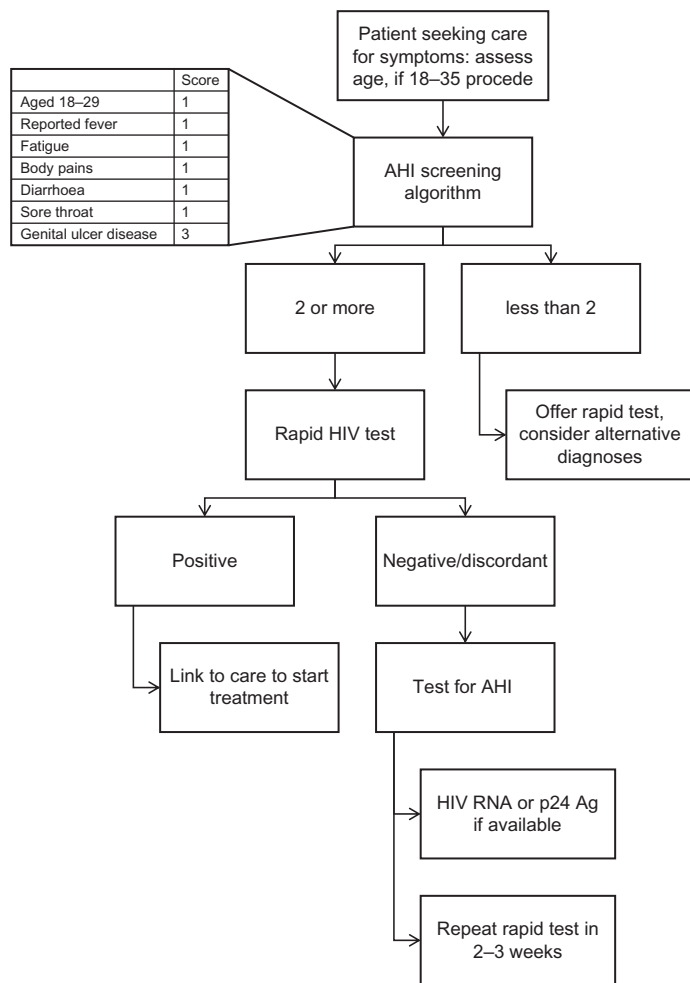 Patient seeking care
for symptoms: assess
age, if 18–35 procede
Score
Aged 18–29 1
Reported fever 1
Fatigue 1
Body pains 1
Diarrhoea 1
Sore throat 1
Genital ulcer disease 3
AHI screening
algorithm
2 or more
less than 2
Rapid HIV test
Offer rapid test,
consider alternative
diagnoses
Positive
Negative/discordant
Link to care to start
treatment
Test for AHI
HIV RNA or p24 Ag
if available
Repeat rapid test in
2–3 weeks